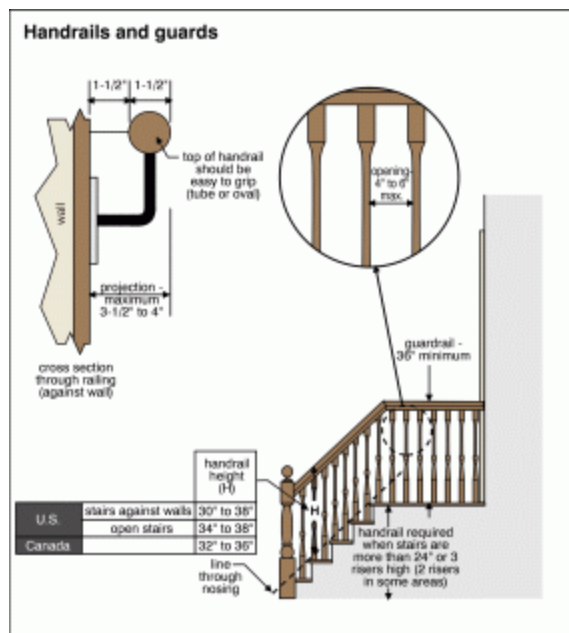 Handrails and guards
1-1/2" 1-1/2"
top of handrail
should be
easy to grip
(tube or oval)
wall
projection -
maximum
3-1/2" to 4"
cross section
through railing
(against wall)
opening-
4" to 6"
max.
guardrail -
36" minimum
handrail
height
(H)
U.S.
stairs against walls 30" to 38"
open stairs 34" to 38"
Canada 32" to 36"
H
line
through
nosing
handrail required
when stairs are
more than 24" or 3
risers high (2 risers
in some areas)